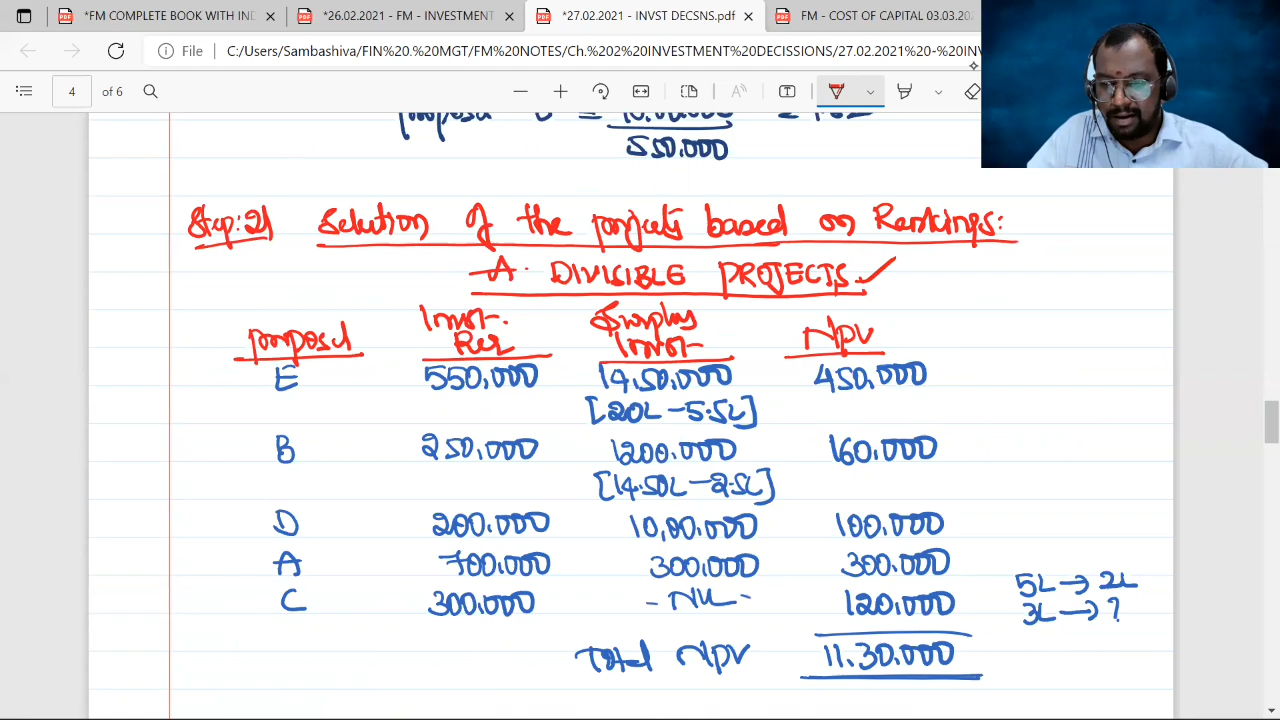 *FM COMPLETE BOOK WITH IND
*26.02.2021 - FM - INVESTMENT
*27.02.2021 - INVST DECSNS.pdf
FM - COST OF CAPITAL 03.03.20
File C:/Users/Sambashiva/FIN%20.%20MGT/FM%20NOTES/Ch.%202%20INVESTMENT%20DECISSIONS/27.02.2021%20-%20INV
4 of 6
550.000
Step:2) Selection of the projects based on Rankings:
A. DIVISIBLE PROJECTS.
proposal Invst. Req Surplus Invst- Npv
E 550.000 14.50.000 450.000
[20L - 5.5L]
B 250.000 1200.000 160.000
[14.50L - 2.5L]
D 200.000 10.00.000 100.000
A 700.000 300.000 300.000
C 300.000 - NIL - 120.000
5L → 2L
3L → ?
Total Npv 11.30.000